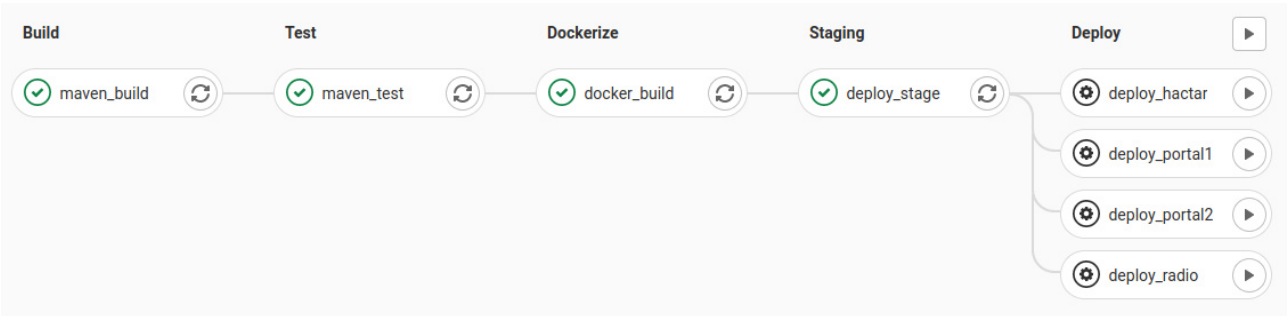 Build
Test
Dockerize
Staging
Deploy
maven_build
maven_test
docker_build
deploy_stage
deploy_hactar
deploy_portal1
deploy_portal2
deploy_radio